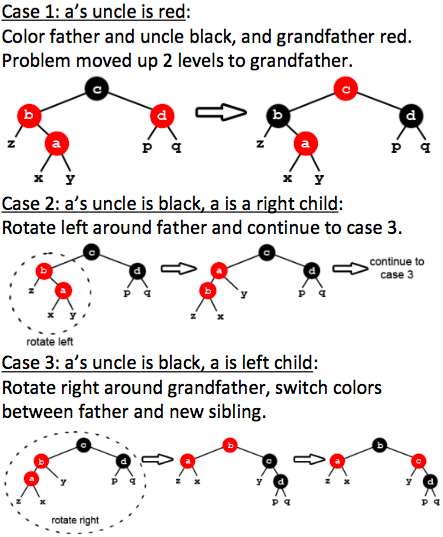 Case 1: a's uncle is red:
Color father and uncle black, and grandfather red.
Problem moved up 2 levels to grandfather.
c c
b d b d
z a p q z a p q
x y x y
Case 2: a's uncle is black, a is a right child:
Rotate left around father and continue to case 3.
c c
b d a d continue to
z a p q b y p q case 3
x y z x
rotate left
Case 3: a's uncle is black, a is left child:
Rotate right around grandfather, switch colors
between father and new sibling.
c b b
b d a c a c
a y p q z x y d z x y d
z x p q p q
rotate right